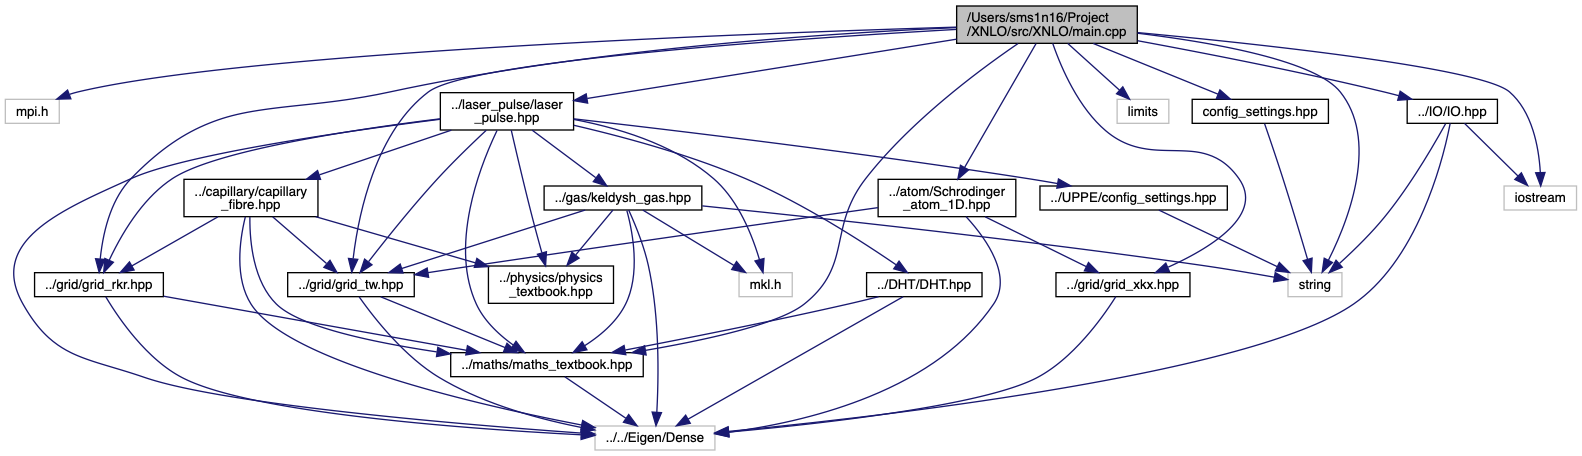 /Users/sms1n16/Project
/XNLO/src/XNLO/main.cpp
mpi.h
../laser_pulse/laser
_pulse.hpp
limits
config_settings.hpp
../IO/IO.hpp
../capillary/capillary
_fibre.hpp
../gas/keldysh_gas.hpp
../atom/Schrodinger
_atom_1D.hpp
../UPPE/config_settings.hpp
iostream
../grid/grid_rkr.hpp
../grid/grid_tw.hpp
../physics/physics
_textbook.hpp
mkl.h
../DHT/DHT.hpp
../grid/grid_xkx.hpp
string
../maths/maths_textbook.hpp
../../Eigen/Dense